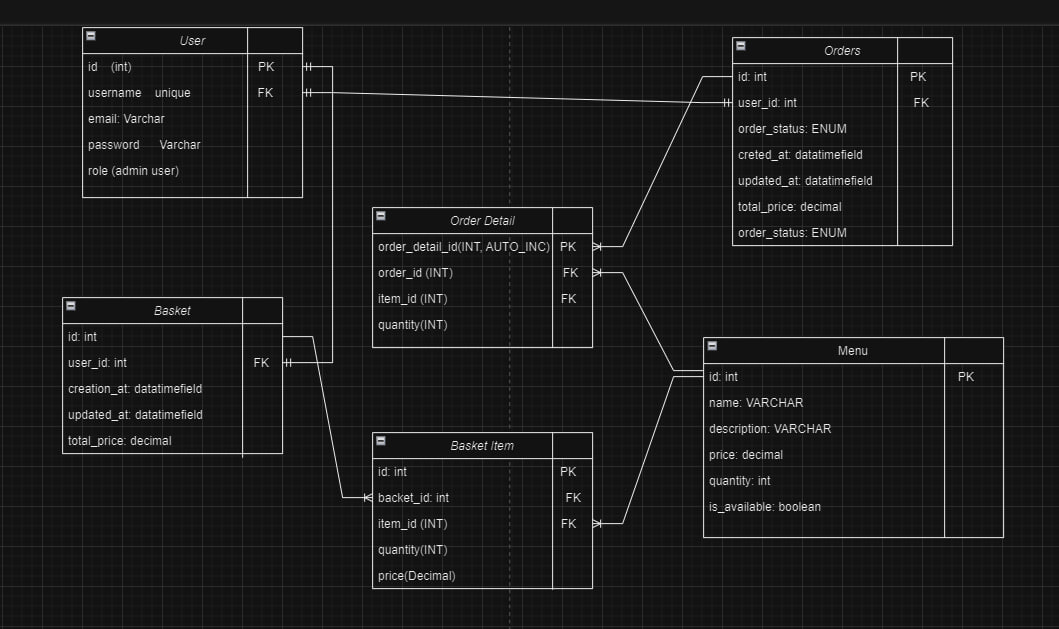 User
id (int) PK
username unique FK
email: Varchar
password Varchar
role (admin user)
Orders
id: int PK
user_id: int FK
order_status: ENUM
creted_at: datatimefield
updated_at: datatimefield
total_price: decimal
order_status: ENUM
Order Detail
order_detail_id(INT, AUTO_INC) PK
order_id (INT) FK
item_id (INT) FK
quantity(INT)
Basket
id: int
user_id: int FK
creation_at: datatimefield
updated_at: datatimefield
total_price: decimal
Menu
id: int PK
name: VARCHAR
description: VARCHAR
price: decimal
quantity: int
is_available: boolean
Basket Item
id: int PK
backet_id: int FK
item_id (INT) FK
quantity(INT)
price(Decimal)